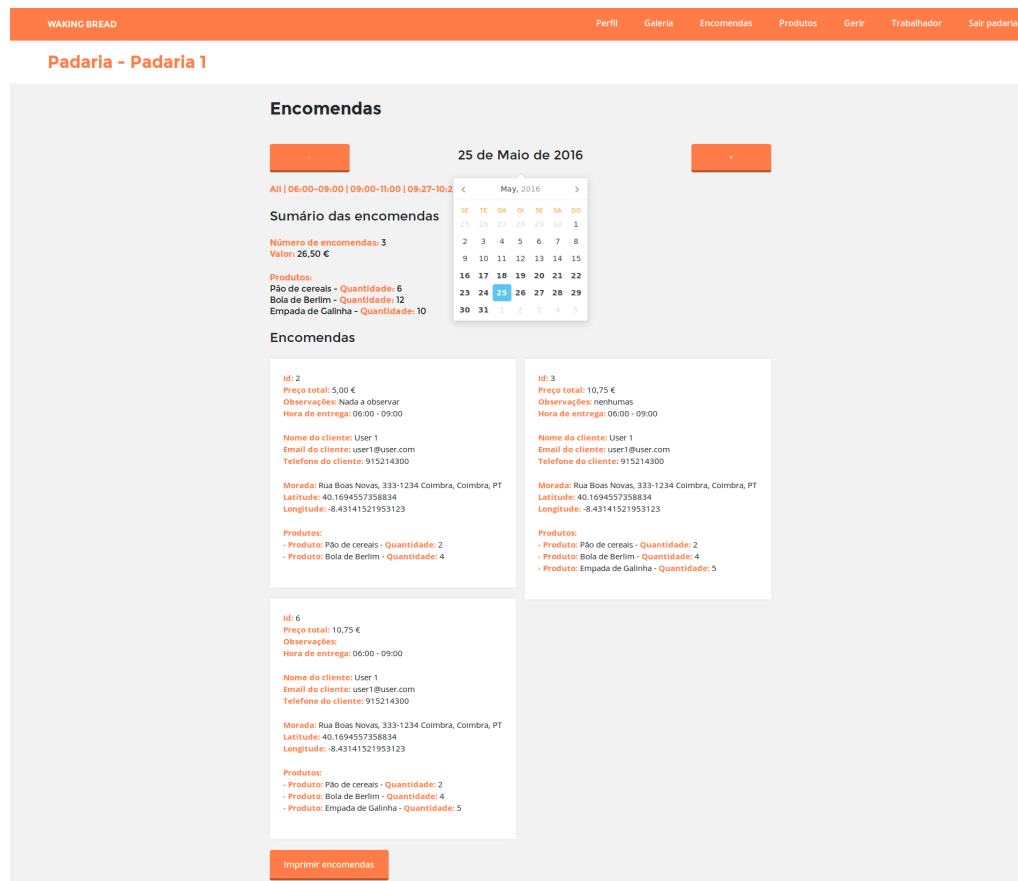 WAKING BREAD Perfil Galeria Encomendas Produtos Gerir Trabalhador Sair padaria
Padaria - Padaria 1
Encomendas
- 25 de Maio de 2016 +
All | 06:00-09:00 | 09:00-11:00 | 09:27-10:2
May, 2016
SE TE QA QI SE SA DO
25 26 27 28 29 30 1
2 3 4 5 6 7 8
9 10 11 12 13 14 15
16 17 18 19 20 21 22
23 24 25 26 27 28 29
30 31 1 2 3 4 5
Sumário das encomendas
Número de encomendas: 3
Valor: 26,50 €
Produtos:
Pão de cereais - Quantidade: 6
Bola de Berlim - Quantidade: 12
Empada de Galinha - Quantidade: 10
Encomendas
Id: 2
Preço total: 5,00 €
Observações: Nada a observar
Hora de entrega: 06:00 - 09:00
Nome do cliente: User 1
Email do cliente: user1@user.com
Telefone do cliente: 915214300
Morada: Rua Boas Novas, 333-1234 Coimbra, Coimbra, PT
Latitude: 40.1694557358834
Longitude: -8.43141521953123
Produtos:
- Produto: Pão de cereais - Quantidade: 2
- Produto: Bola de Berlim - Quantidade: 4
Id: 3
Preço total: 10,75 €
Observações: nenhumas
Hora de entrega: 06:00 - 09:00
Nome do cliente: User 1
Email do cliente: user1@user.com
Telefone do cliente: 915214300
Morada: Rua Boas Novas, 333-1234 Coimbra, Coimbra, PT
Latitude: 40.1694557358834
Longitude: -8.43141521953123
Produtos:
- Produto: Pão de cereais - Quantidade: 2
- Produto: Bola de Berlim - Quantidade: 4
- Produto: Empada de Galinha - Quantidade: 5
Id: 6
Preço total: 10,75 €
Observações:
Hora de entrega: 06:00 - 09:00
Nome do cliente: User 1
Email do cliente: user1@user.com
Telefone do cliente: 915214300
Morada: Rua Boas Novas, 333-1234 Coimbra, Coimbra, PT
Latitude: 40.1694557358834
Longitude: -8.43141521953123
Produtos:
- Produto: Pão de cereais - Quantidade: 2
- Produto: Bola de Berlim - Quantidade: 4
- Produto: Empada de Galinha - Quantidade: 5
Imprimir encomendas